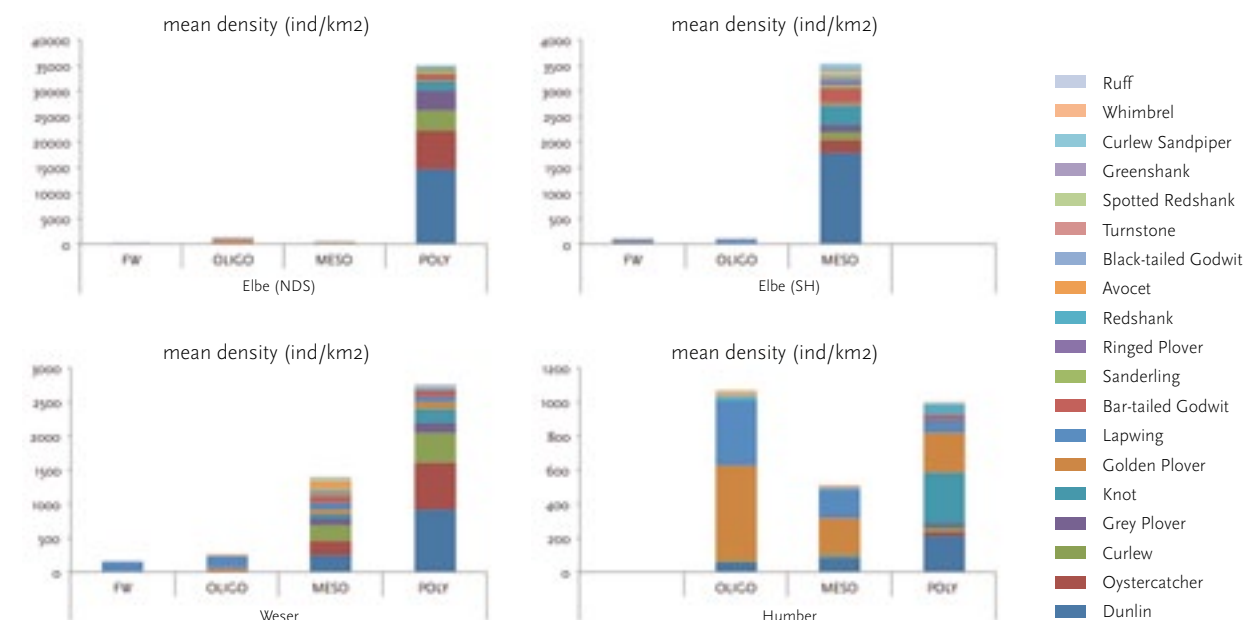 mean density (ind/km2)
40000
35000
30000
25000
20000
15000
10000
5000
0
FW
OLIGO
MESO
POLY
Elbe (NDS)
mean density (ind/km2)
4000
3500
3000
2500
2000
1500
1000
500
0
FW
OLIGO
MESO
Elbe (SH)
mean density (ind/km2)
3000
2500
2000
1500
1000
500
0
FW
OLIGO
MESO
POLY
Weser
mean density (ind/km2)
1200
1000
800
600
400
200
0
OLIGO
MESO
POLY
Humber
Ruff
Whimbrel
Curlew Sandpiper
Greenshank
Spotted Redshank
Turnstone
Black-tailed Godwit
Avocet
Redshank
Ringed Plover
Sanderling
Bar-tailed Godwit
Lapwing
Golden Plover
Knot
Grey Plover
Curlew
Oystercatcher
Dunlin